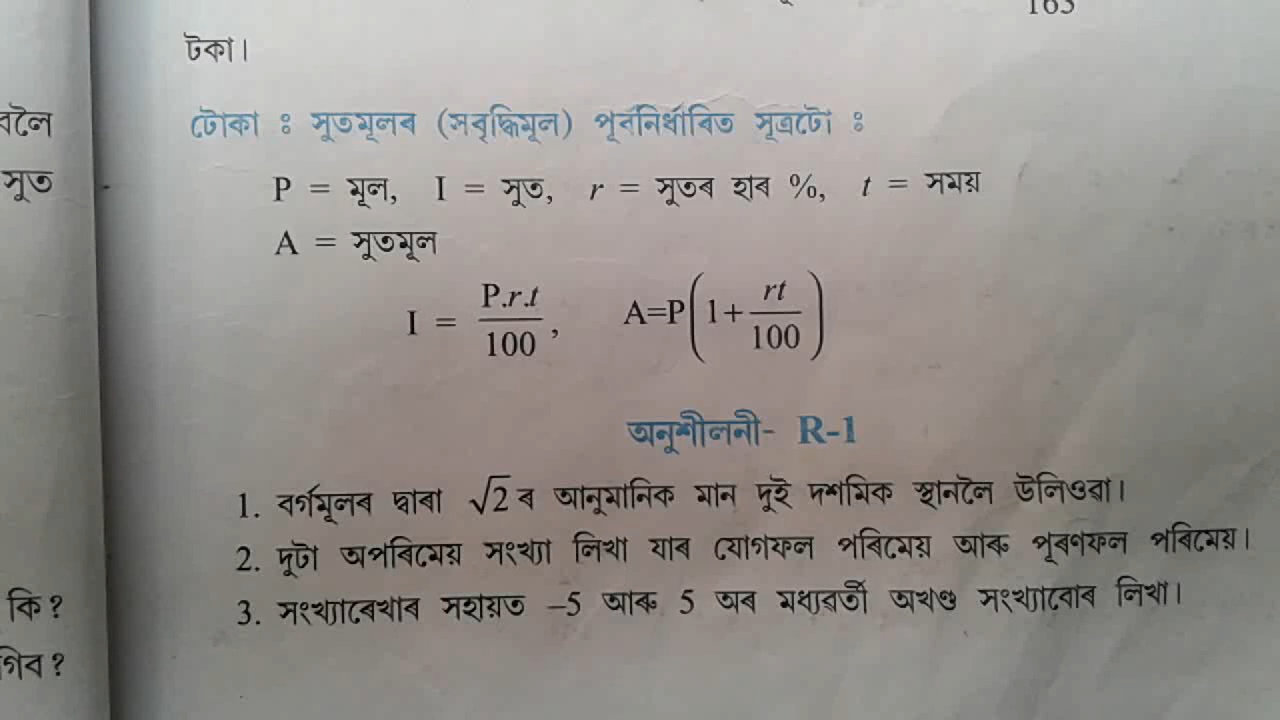 163
টকা।
টোকা : সূতমূলৰ (সবৃদ্ধিমূল) পূৰ্বনিৰ্ধাৰিত সূত্ৰটো :
P = মূল, I = সূত, r = সূতৰ হাৰ %, t = সময়
A = সূতমূল
I = P.r.t/100, A=P(1+rt/100)
অনুশীলনী- R-1
1. বৰ্গমূলৰ দ্বাৰা √2ৰ আনুমানিক মান দুই দশমিক স্থানলৈ উলিওৱা।
2. দুটা অপৰিমেয় সংখ্যা লিখা যাৰ যোগফল পৰিমেয় আৰু পূৰণফল পৰিমেয়।
3. সংখ্যাৰেখাৰ সহায়ত –5 আৰু 5 অৰ মধ্যৱৰ্তী অখণ্ড সংখ্যাবোৰ লিখা।
সূত
কি?